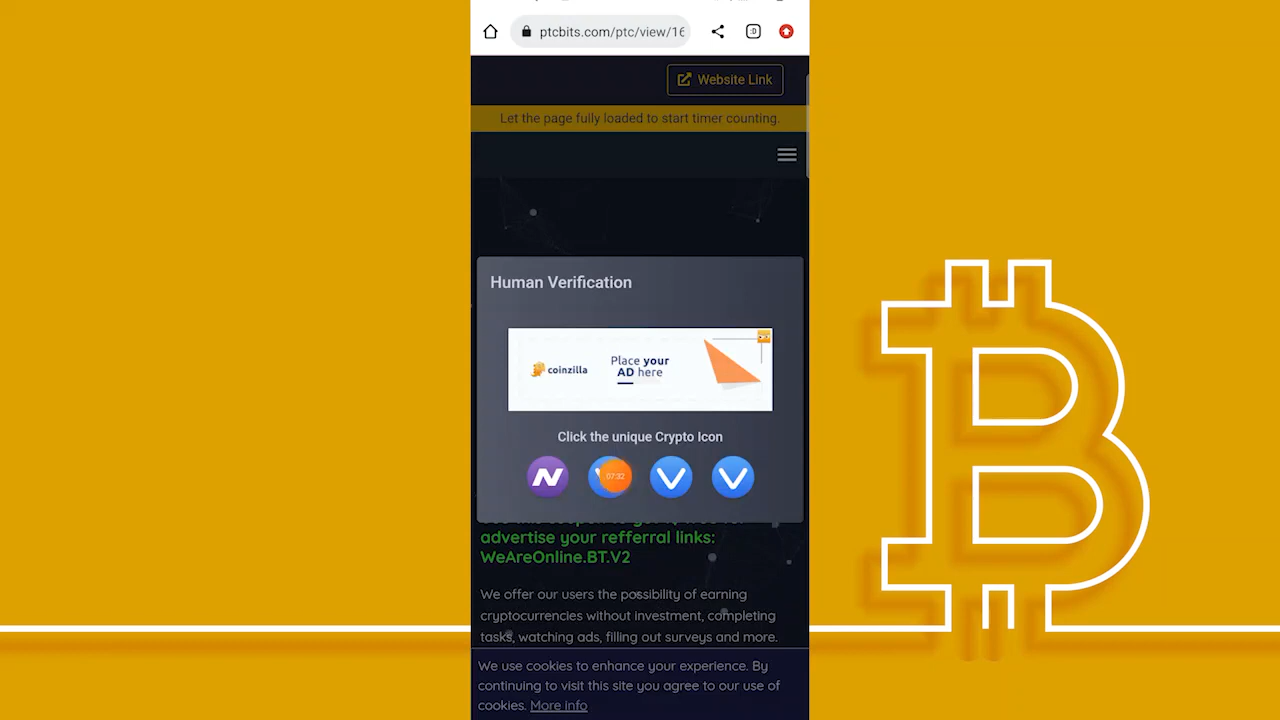 ptcbits.com/ptc/view/16
:D
Website Link
Let the page fully loaded to start timer counting.
Human Verification
coinzilla
Place your
AD here
Click the unique Crypto Icon
07:32
advertise your refferral links:
WeAreOnline.BT.V2
We offer our users the possibility of earning
cryptocurrencies without investment, completing
tasks, watching ads, filling out surveys and more.
We use cookies to enhance your experience. By
continuing to visit this site you agree to our use of
cookies. More info